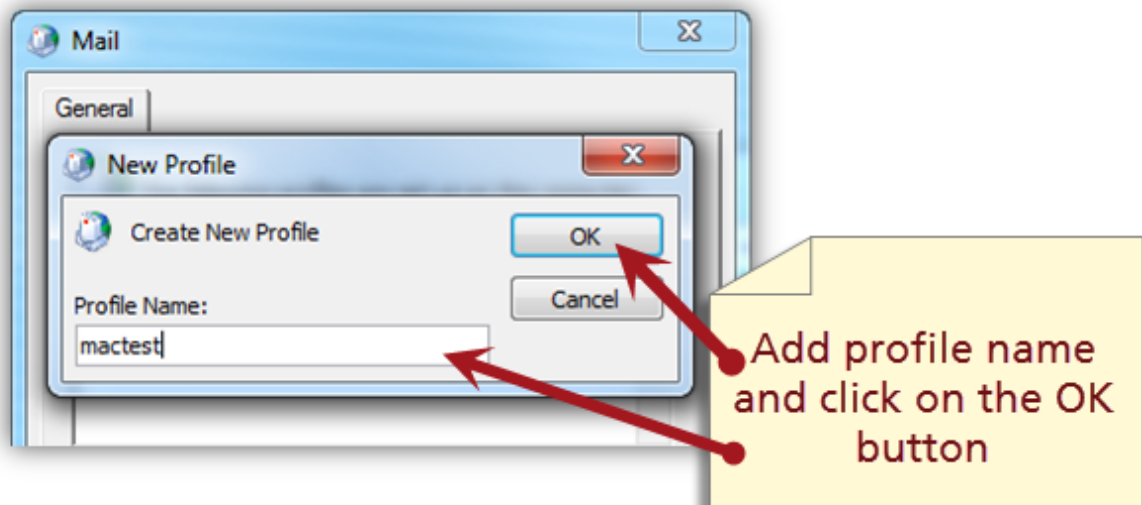 Mail
General
New Profile
Create New Profile
OK
Profile Name:
Cancel
mactest
Add profile name
and click on the OK
button